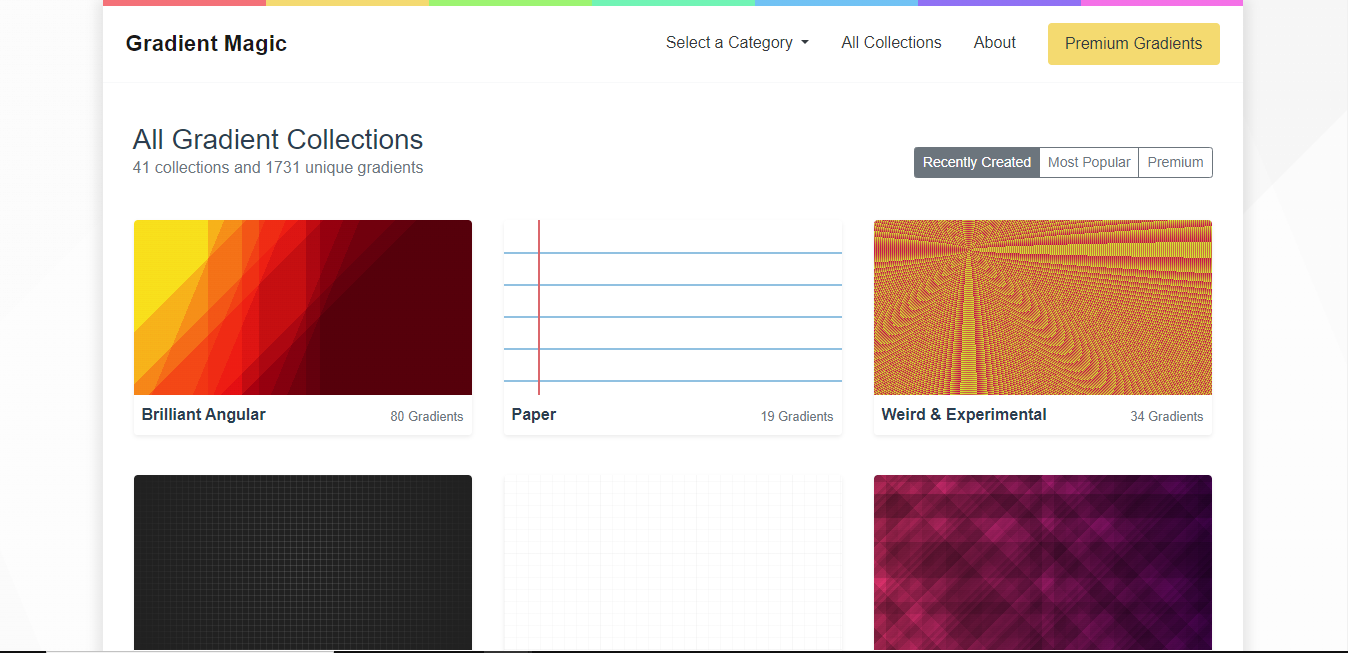 Gradient Magic
Select a Category
All Collections
About
Premium Gradients
All Gradient Collections
41 collections and 1731 unique gradients
Recently Created
Most Popular
Premium
Brilliant Angular
80 Gradients
Paper
19 Gradients
Weird & Experimental
34 Gradients